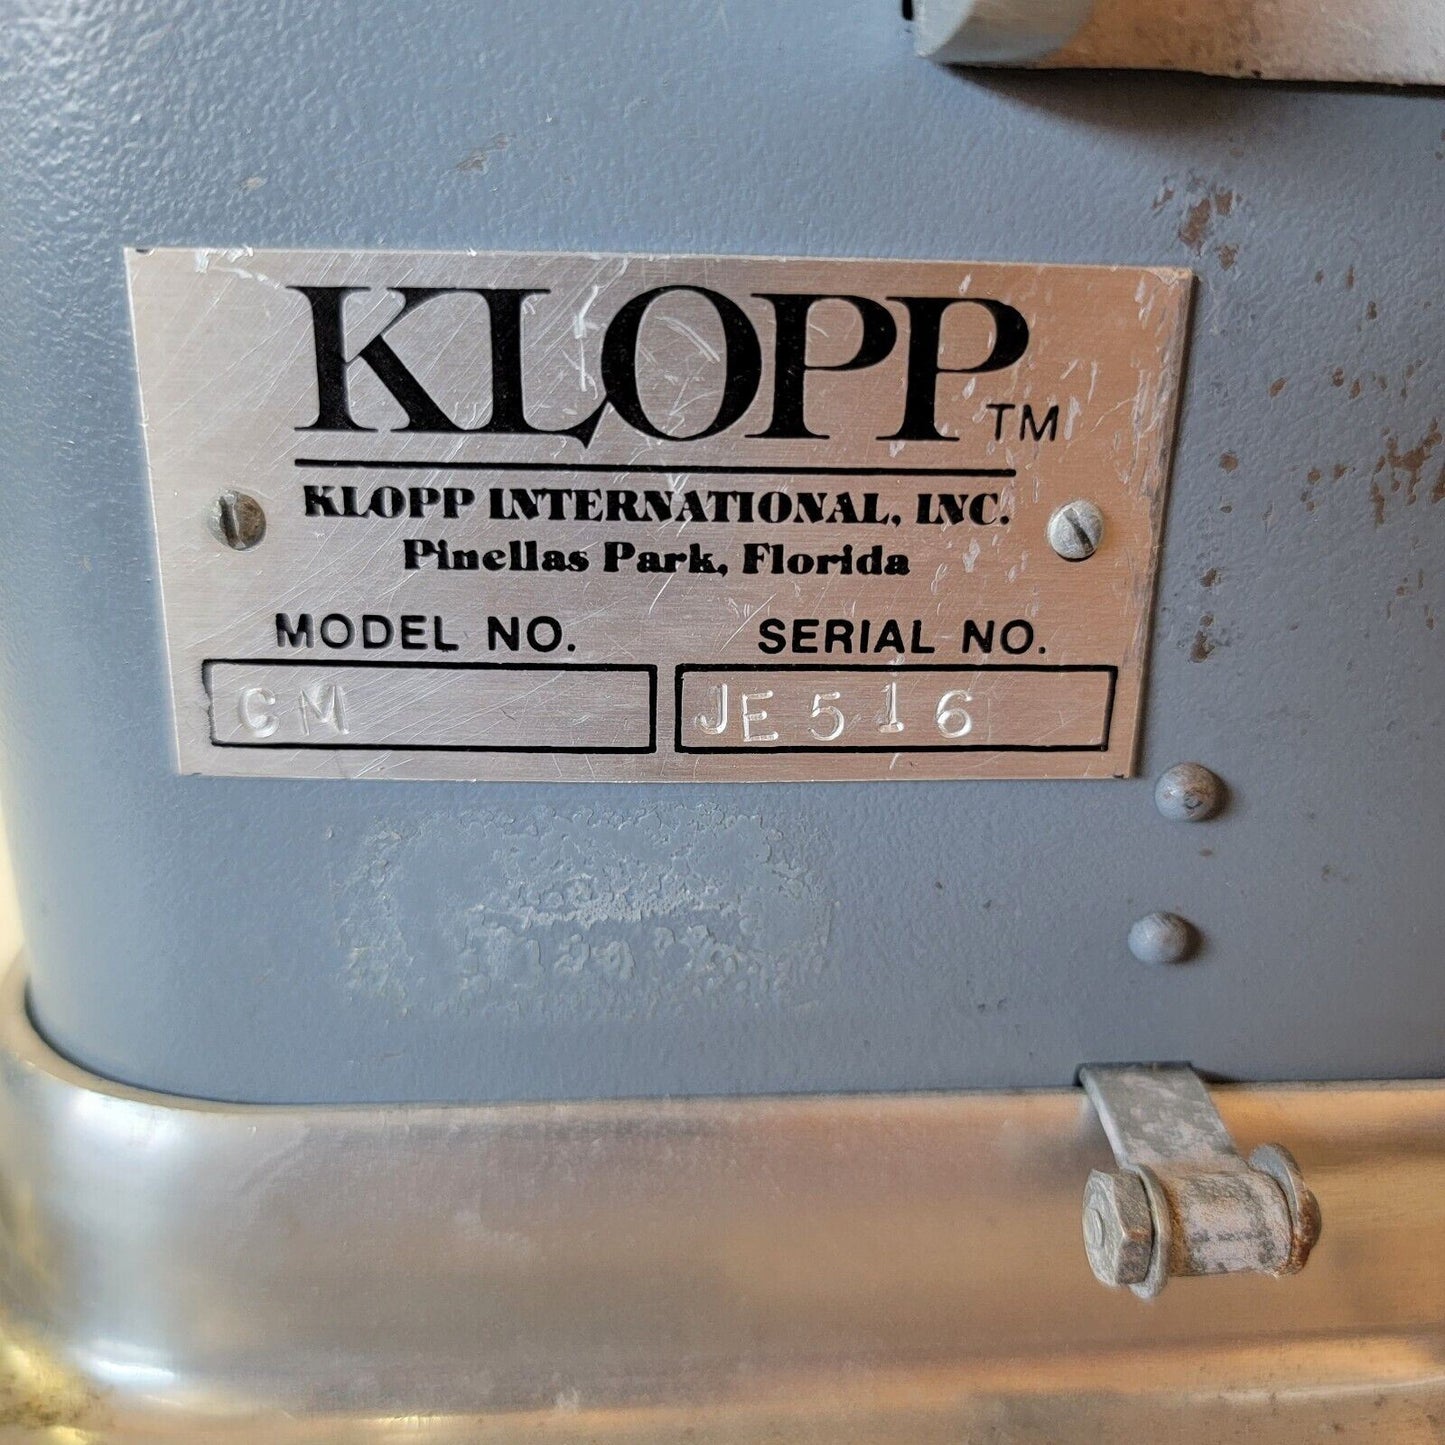 KLOPP TM
KLOPP INTERNATIONAL, INC.
Pinellas Park, Florida
MODEL NO. SERIAL NO.
CM JE516